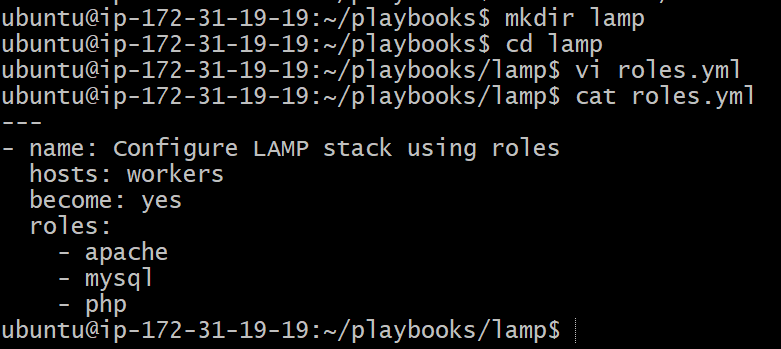 ubuntu@ip-172-31-19-19:~/playbooks$ mkdir lamp
ubuntu@ip-172-31-19-19:~/playbooks$ cd lamp
ubuntu@ip-172-31-19-19:~/playbooks/lamp$ vi roles.yml
ubuntu@ip-172-31-19-19:~/playbooks/lamp$ cat roles.yml
---
- name: Configure LAMP stack using roles
  hosts: workers
  become: yes
  roles:
    - apache
    - mysql
    - php
ubuntu@ip-172-31-19-19:~/playbooks/lamp$